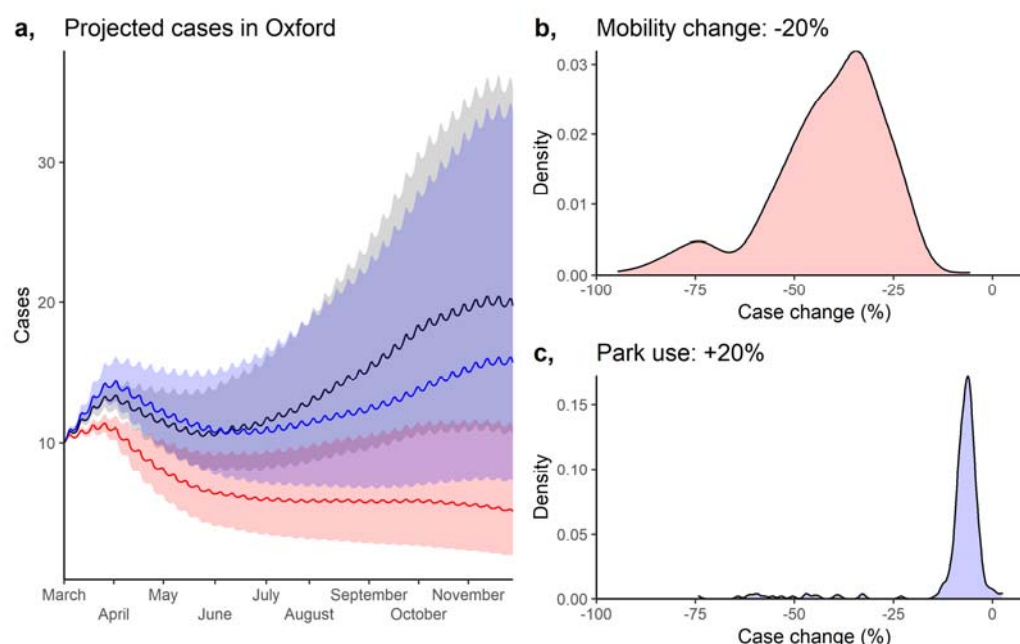 a, Projected cases in Oxford
Cases
30
20
10
March
April
May
June
July
August
September
October
November
b, Mobility change: -20%
Density
0.03
0.02
0.01
0.00
-100
-75
-50
-25
0
Case change (%)
c, Park use: +20%
Density
0.15
0.10
0.05
0.00
-100
-75
-50
-25
0
Case change (%)